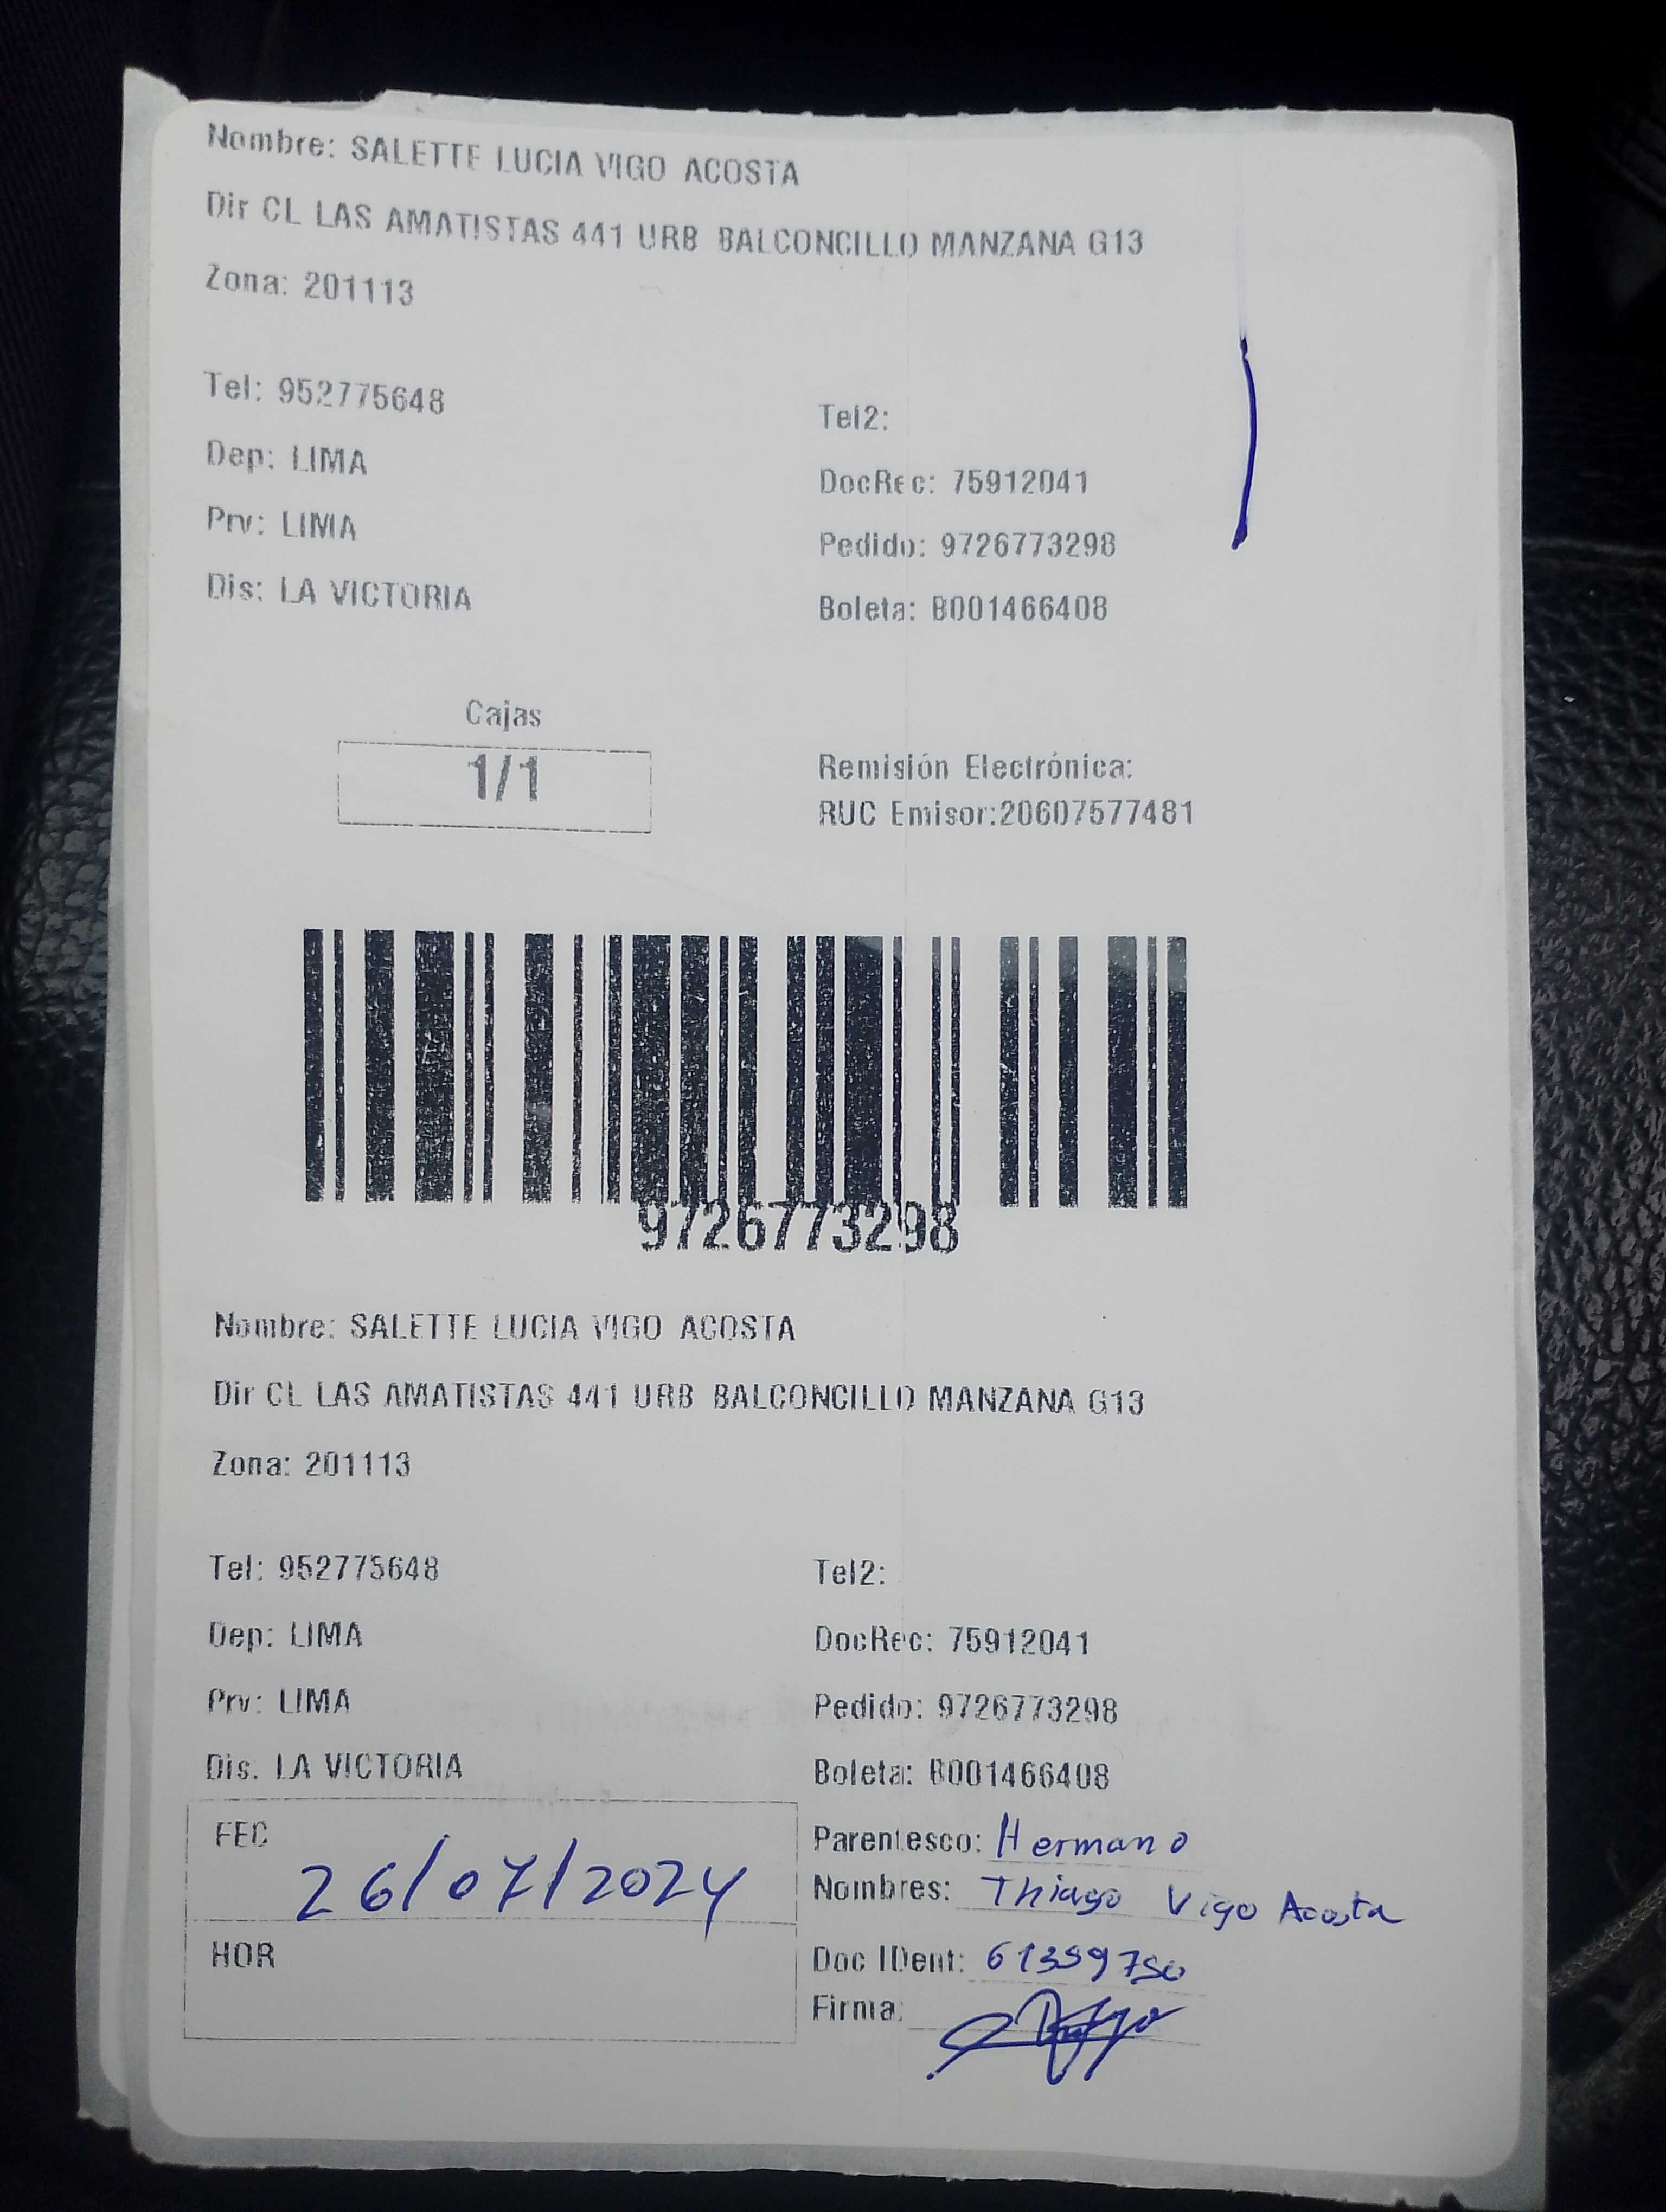 Nombre: SALETTE LUCIA VIGO ACOSTA
Dir CL LAS AMATISTAS 441 URB BALCONCILLO MANZANA G13
Zona: 201113
Tel: 952775648
Tel2:
Dep: LIMA
DocRec: 75912041
Prv: LIMA
Pedido: 9726773298
Dis: LA VICTORIA
Boleta: B001466408
Cajas
1/1
Remisión Electrónica:
RUC Emisor:20607577481
9726773298
Nombre: SALETTE LUCIA VIGO ACOSTA
Dir CL LAS AMATISTAS 441 URB BALCONCILLO MANZANA G13
Zona: 201113
Tel: 952775648
Tel2:
Dep: LIMA
DocRec: 75912041
Prv: LIMA
Pedido: 9726773298
Dis. LA VICTORIA
Boleta: B001466408
FEC
26/07/2024
HOR
Parentesco: Hermano
Nombres: Thiago Vigo Acosta
Doc IDent: 61359750
Firma: